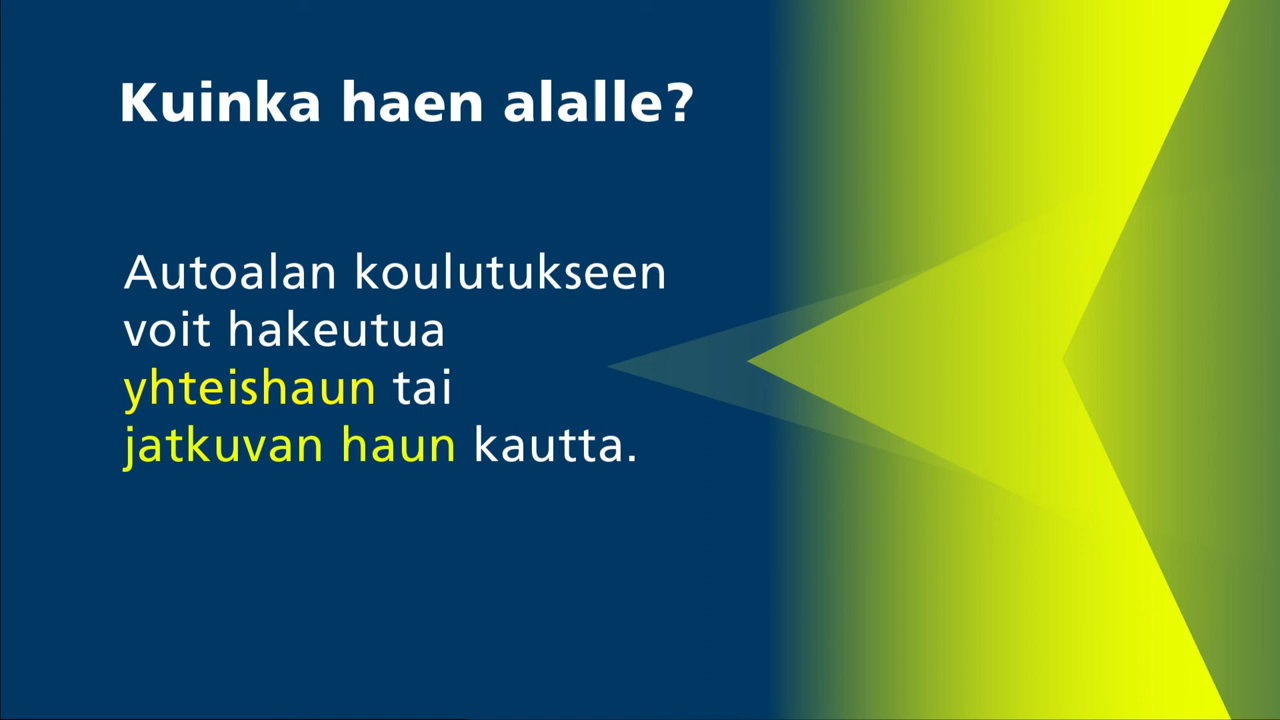 Kuinka haen alalle?
Autoalan koulutukseen
voit hakeutua
yhteishaun tai
jatkuvan haun kautta.